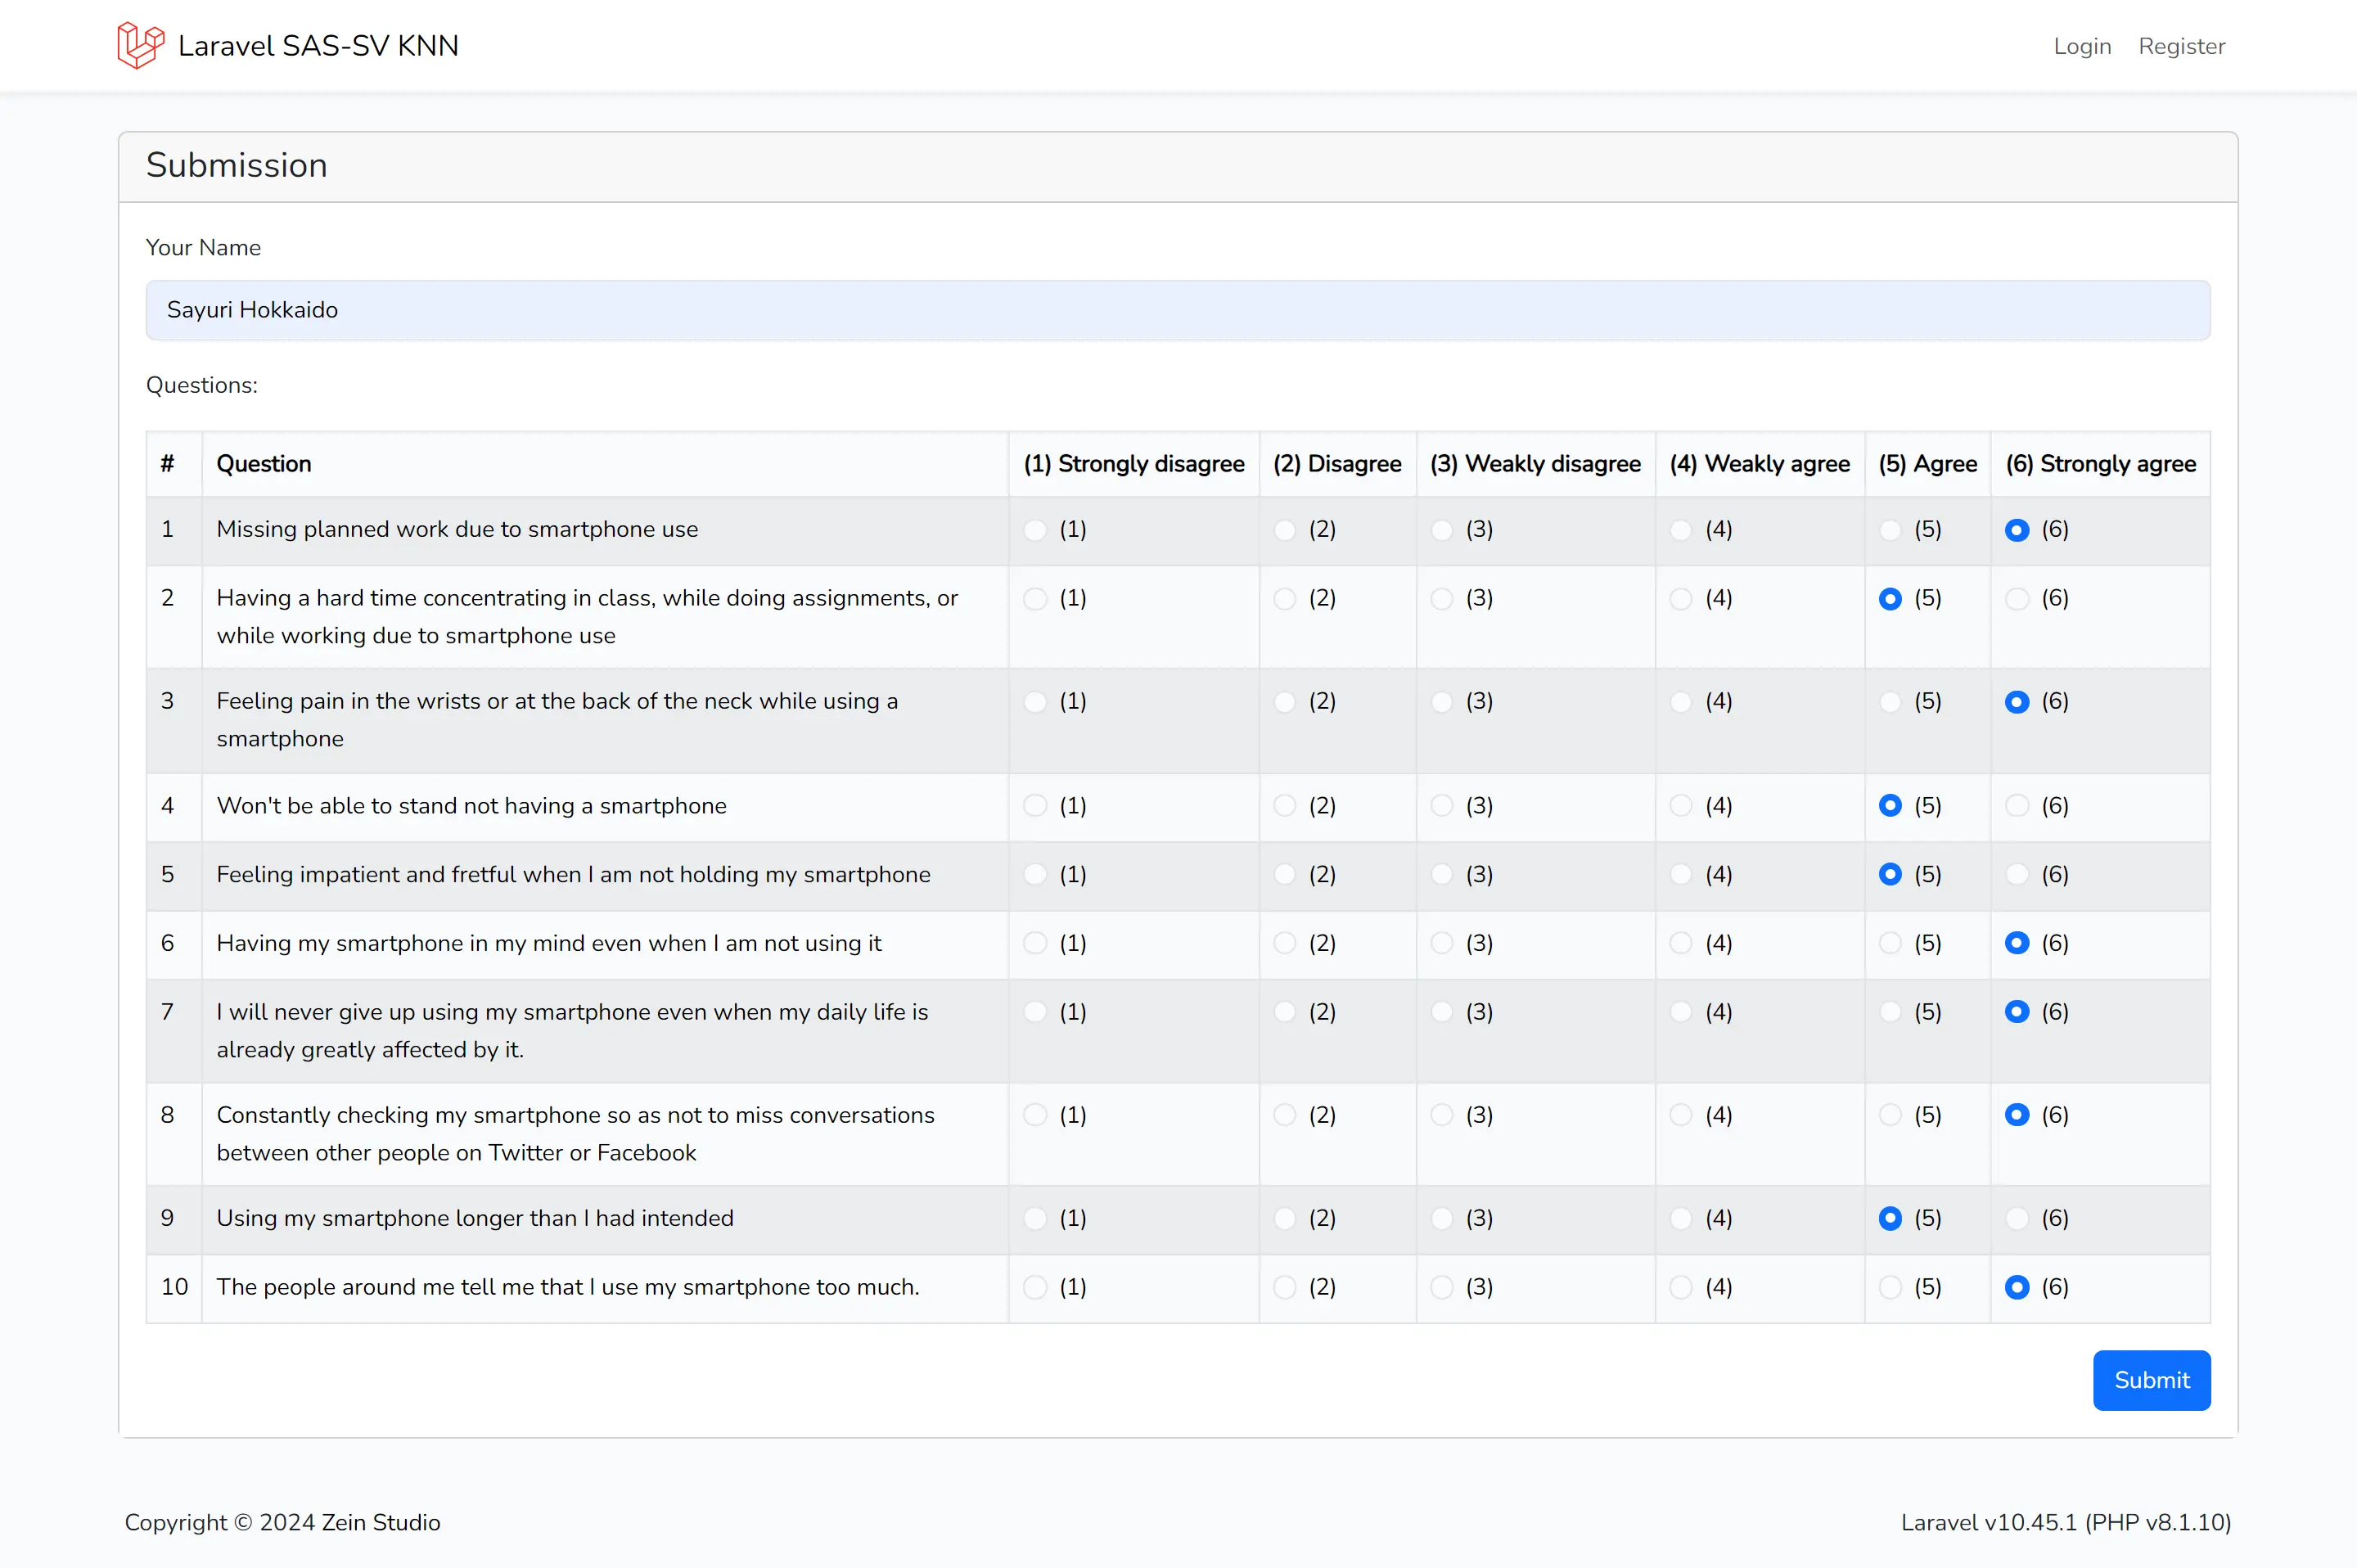 Laravel SAS-SV KNN
Login Register
Submission
Your Name
Sayuri Hokkaido
Questions:
# Question (1) Strongly disagree (2) Disagree (3) Weakly disagree (4) Weakly agree (5) Agree (6) Strongly agree
1 Missing planned work due to smartphone use (1) (2) (3) (4) (5) (6)
2 Having a hard time concentrating in class, while doing assignments, or (1) (2) (3) (4) (5) (6)
while working due to smartphone use
3 Feeling pain in the wrists or at the back of the neck while using a (1) (2) (3) (4) (5) (6)
smartphone
4 Won't be able to stand not having a smartphone (1) (2) (3) (4) (5) (6)
5 Feeling impatient and fretful when I am not holding my smartphone (1) (2) (3) (4) (5) (6)
6 Having my smartphone in my mind even when I am not using it (1) (2) (3) (4) (5) (6)
7 I will never give up using my smartphone even when my daily life is (1) (2) (3) (4) (5) (6)
already greatly affected by it.
8 Constantly checking my smartphone so as not to miss conversations (1) (2) (3) (4) (5) (6)
between other people on Twitter or Facebook
9 Using my smartphone longer than I had intended (1) (2) (3) (4) (5) (6)
10 The people around me tell me that I use my smartphone too much. (1) (2) (3) (4) (5) (6)
Submit
Copyright © 2024 Zein Studio
Laravel v10.45.1 (PHP v8.1.10)